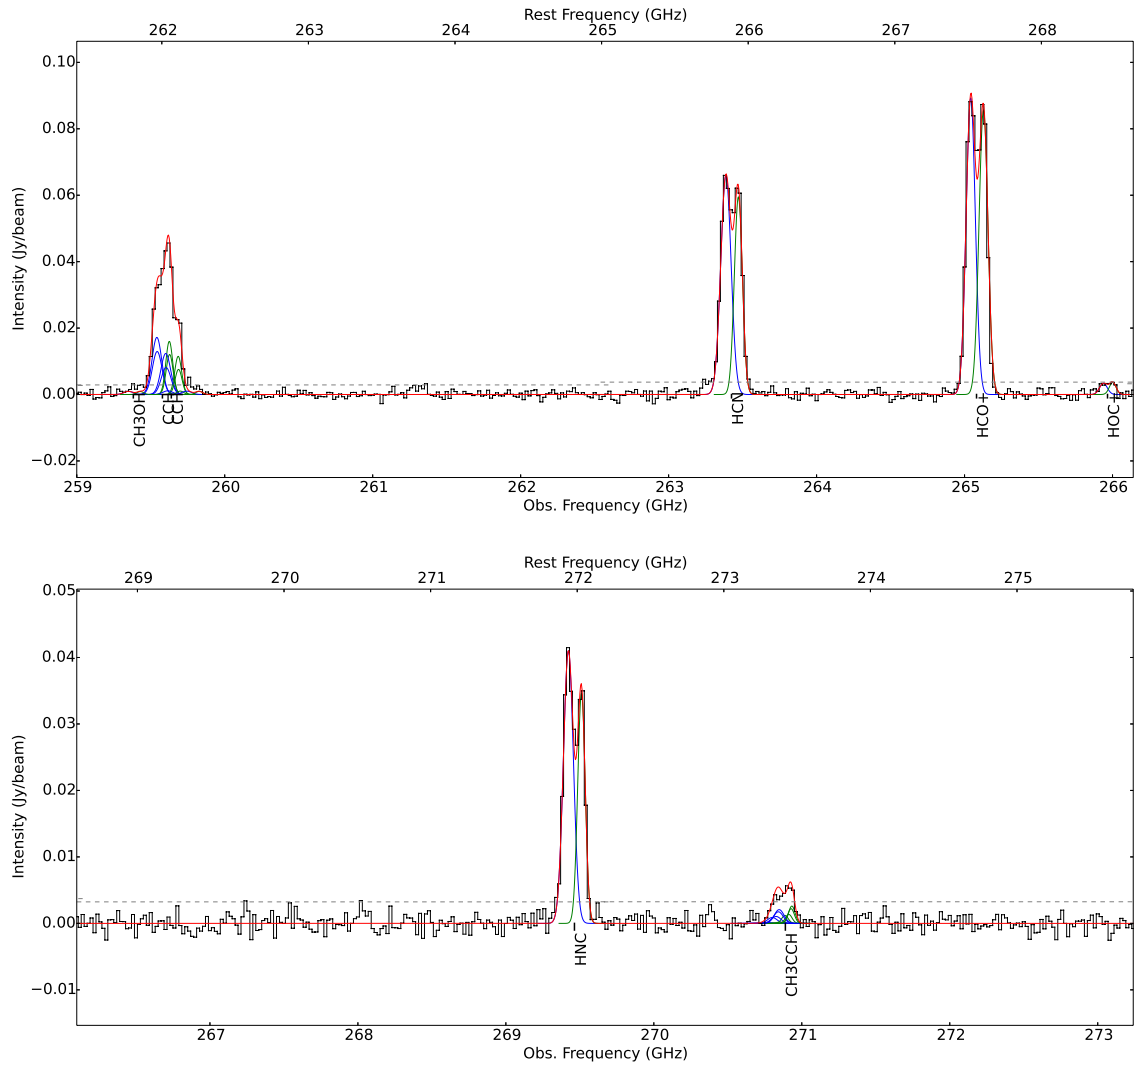 Rest Frequency (GHz)
262 263 264 265 266 267 268
0.10
0.08
0.06
0.04
0.02
0.00
−0.02
Intensity (Jy/beam)
CH3OH
CCH
HCN
HCO
HOC
259 260 261 262 263 264 265 266
Obs. Frequency (GHz)
Rest Frequency (GHz)
269 270 271 272 273 274 275
0.05
0.04
0.03
0.02
0.01
0.00
−0.01
Intensity (Jy/beam)
HNC
CH3CCH
267 268 269 270 271 272 273
Obs. Frequency (GHz)